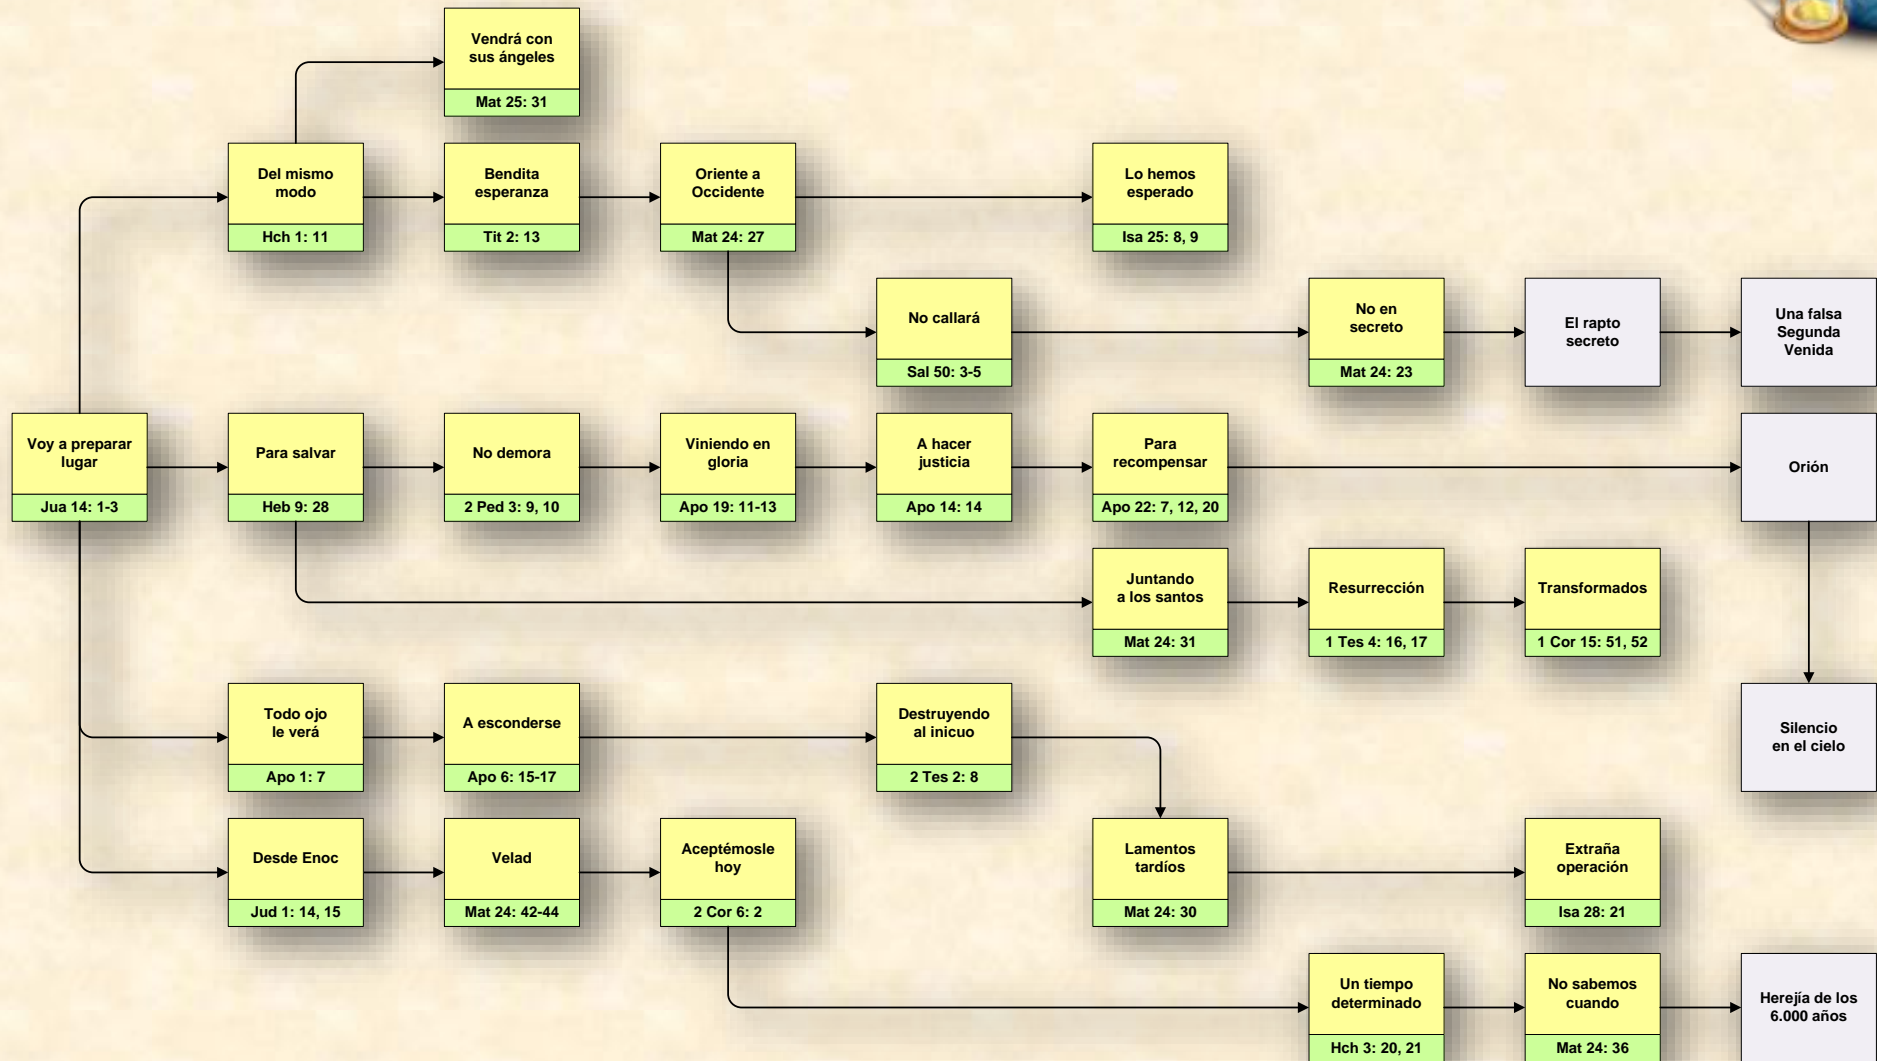 Vendrá con
sus ángeles
Mat 25: 31
Del mismo
modo
Hch 1: 11
Bendita
esperanza
Tit 2: 13
Oriente a
Occidente
Mat 24: 27
Lo hemos
esperado
Isa 25: 8, 9
No callará
Sal 50: 3-5
No en
secreto
Mat 24: 23
El rapto
secreto
Una falsa
Segunda
Venida
Voy a preparar
lugar
Jua 14: 1-3
Para salvar
Heb 9: 28
No demora
2 Ped 3: 9, 10
Viniendo en
gloria
Apo 19: 11-13
A hacer
justicia
Apo 14: 14
Para
recompensar
Apo 22: 7, 12, 20
Orión
Juntando
a los santos
Mat 24: 31
Resurrección
1 Tes 4: 16, 17
Transformados
1 Cor 15: 51, 52
Todo ojo
le verá
Apo 1: 7
A esconderse
Apo 6: 15-17
Destruyendo
al inicuo
2 Tes 2: 8
Silencio
en el cielo
Desde Enoc
Jud 1: 14, 15
Velad
Mat 24: 42-44
Aceptémosle
hoy
2 Cor 6: 2
Lamentos
tardíos
Mat 24: 30
Extraña
operación
Isa 28: 21
Un tiempo
determinado
Hch 3: 20, 21
No sabemos
cuando
Mat 24: 36
Herejía de los
6.000 años